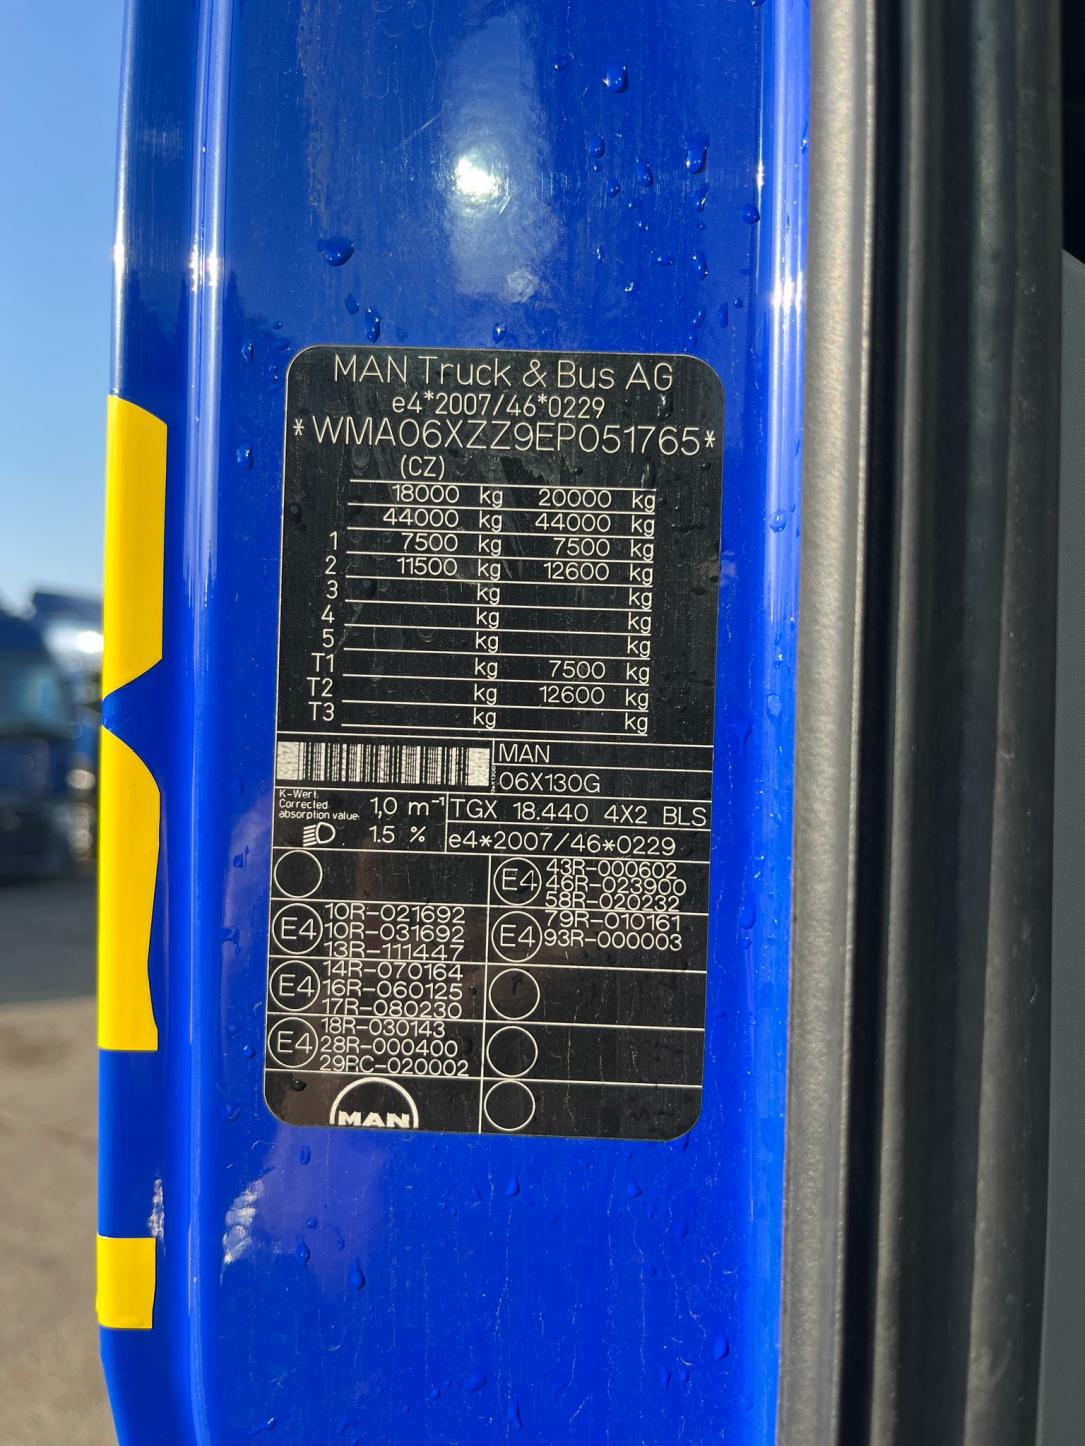 MAN Truck & Bus AG
e4*2007/46*0229
*WMA06XZZ9EP051765*
(CZ)
18000 kg 20000 kg
44000 kg 44000 kg
1 7500 kg 7500 kg
2 11500 kg 12600 kg
3 kg kg
4 kg kg
5 kg kg
T1 kg 7500 kg
T2 kg 12600 kg
T3 kg kg
MAN
06X130G
K-Wert.
Corrected
absorption value:
1,0 m⁻¹
1.5 %
TGX 18.440 4X2 BLS
e4*2007/46*0229
E4
43R-000602
46R-023900
58R-020232
E4
10R-021692
10R-031692
13R-111447
E4
79R-010161
93R-000003
E4
14R-070164
16R-060125
17R-080230
E4
18R-030143
28R-000400
29RC-020002
MAN